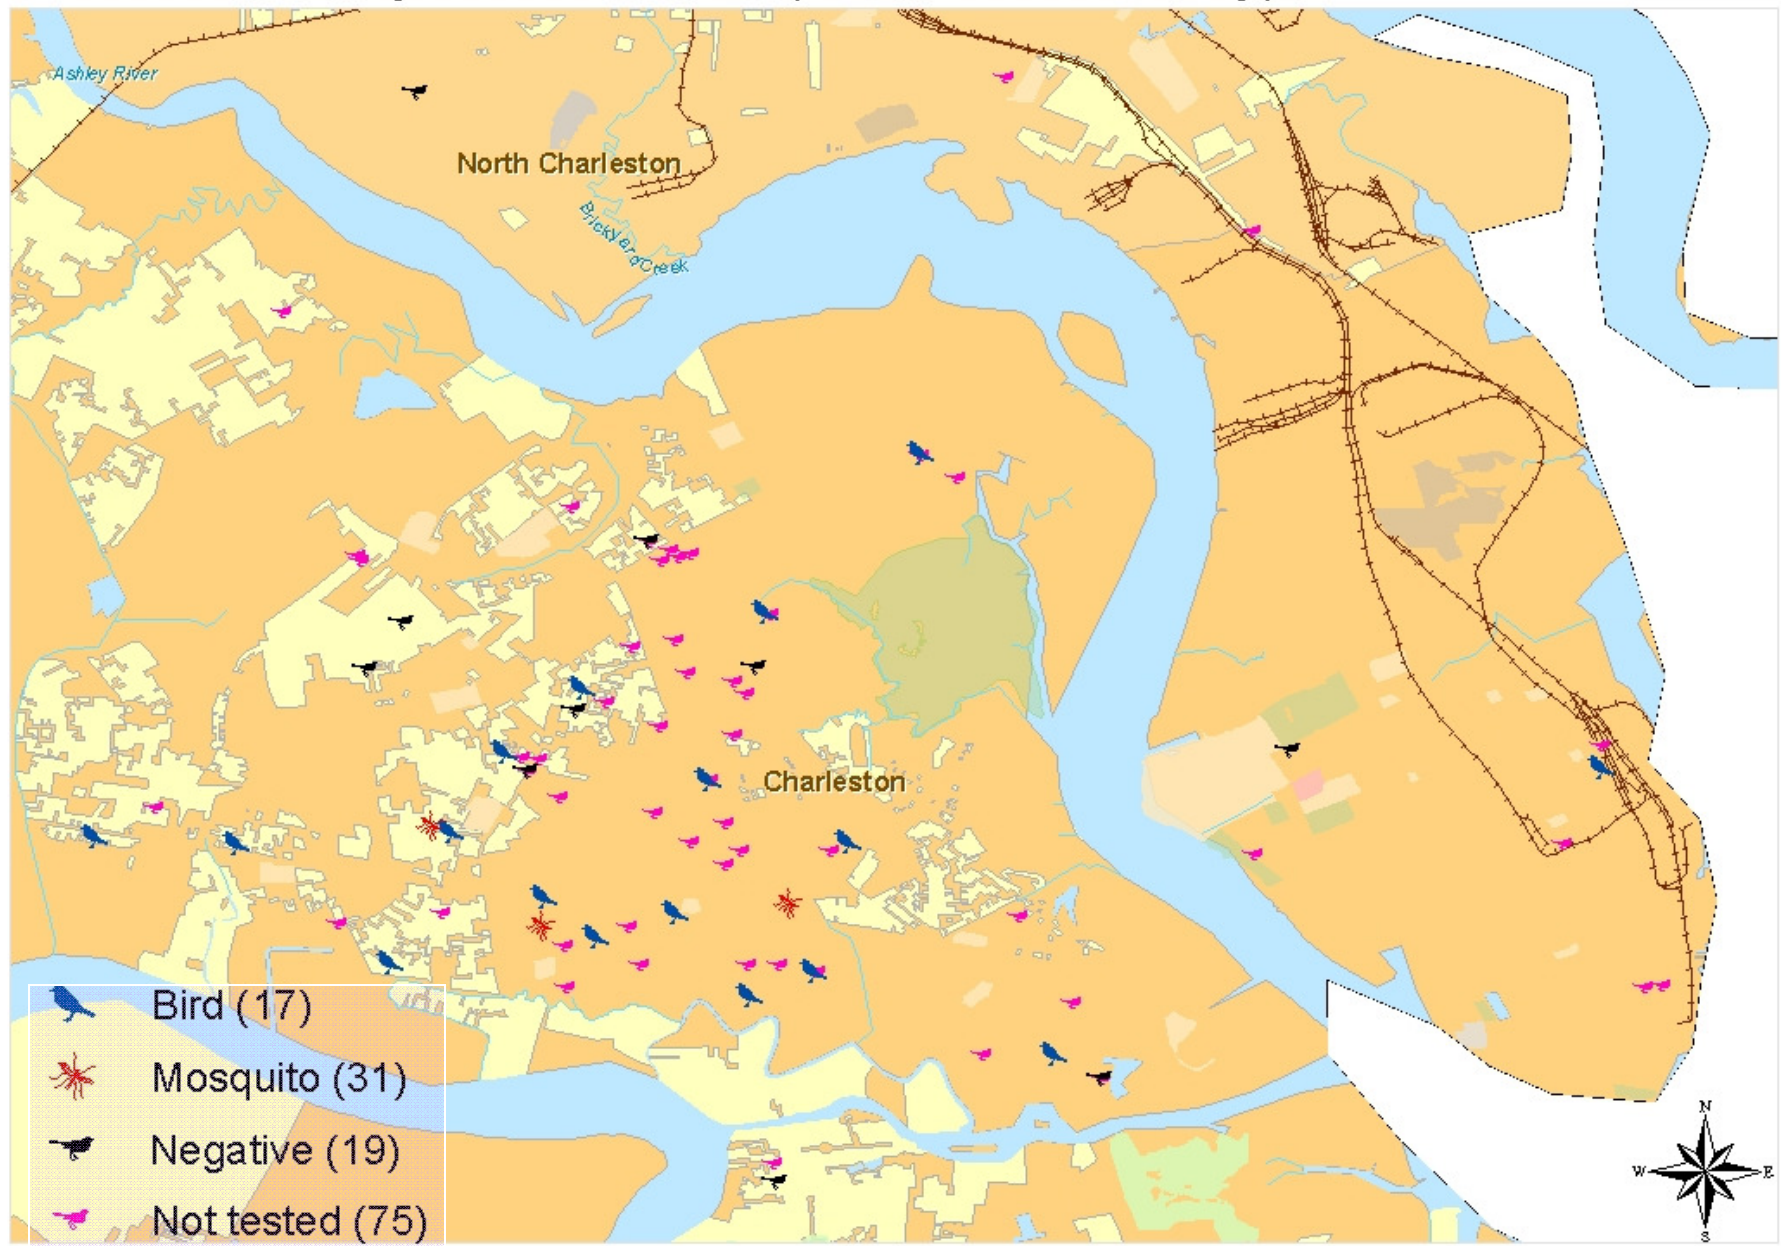 Ashley River
North Charleston
Brickyard Creek
Charleston
Bird (17)
Mosquito (31)
Negative (19)
Not tested (75)
N
W
E
S